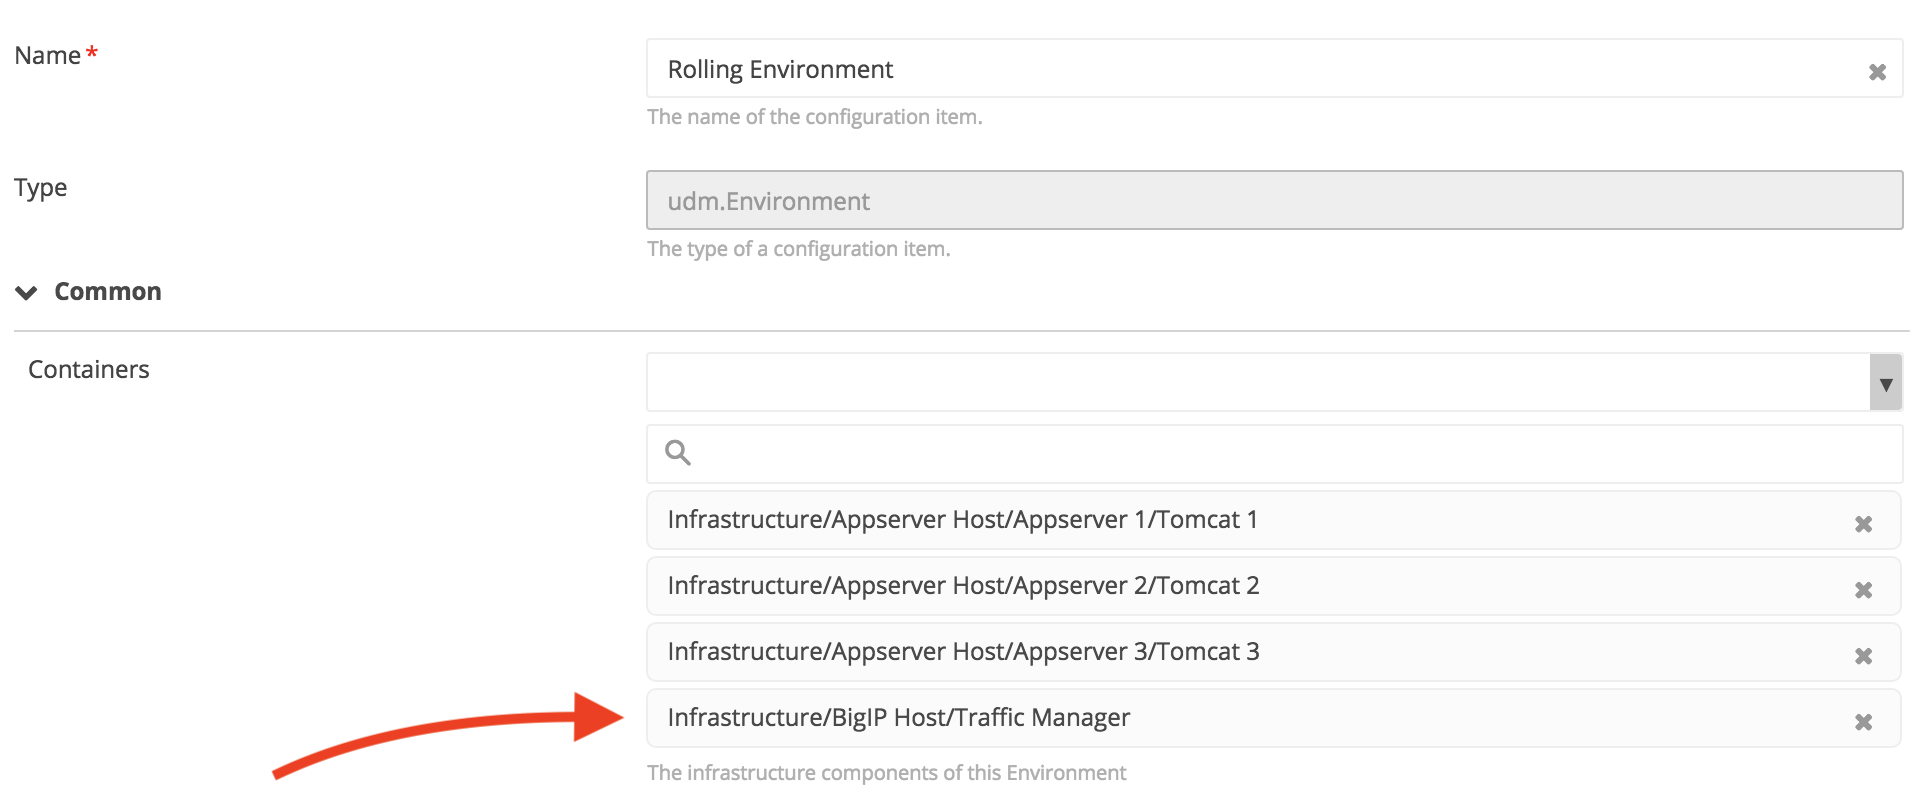 Name *
Rolling Environment
The name of the configuration item.
Type
udm.Environment
The type of a configuration item.
Common
Containers
Infrastructure/Appserver Host/Appserver 1/Tomcat 1
Infrastructure/Appserver Host/Appserver 2/Tomcat 2
Infrastructure/Appserver Host/Appserver 3/Tomcat 3
Infrastructure/BigIP Host/Traffic Manager
The infrastructure components of this Environment